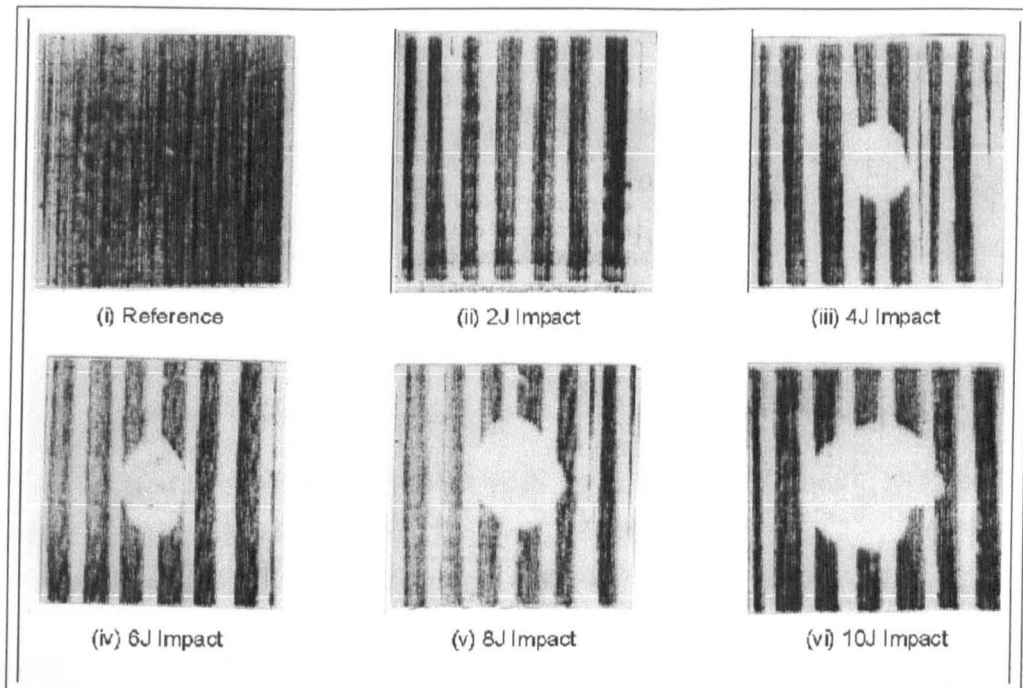 (i) Reference
(ii) 2J Impact
(iii) 4J Impact
(iv) 6J Impact
(v) 8J Impact
(vi) 10J Impact